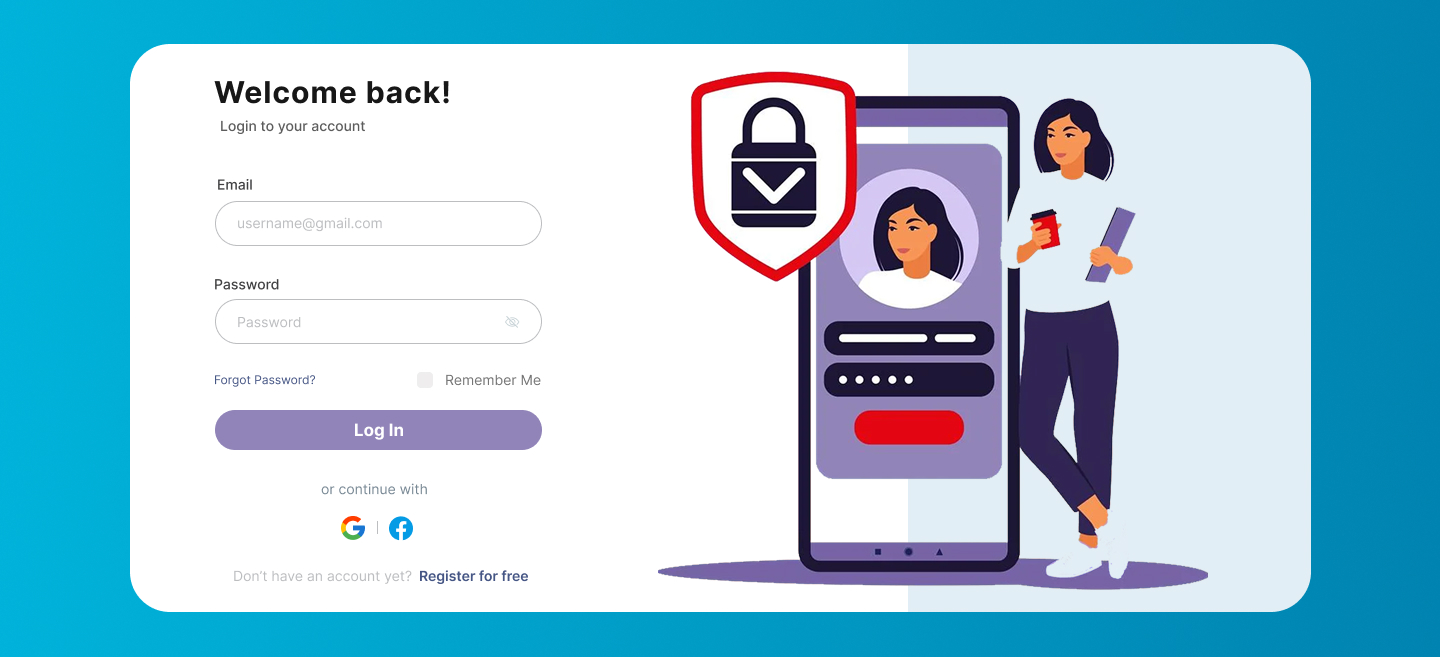 Welcome back!
Login to your account
Email
username@gmail.com
Password
Password
Forgot Password? Remember Me
Log In
or continue with
Don't have an account yet? Register for free